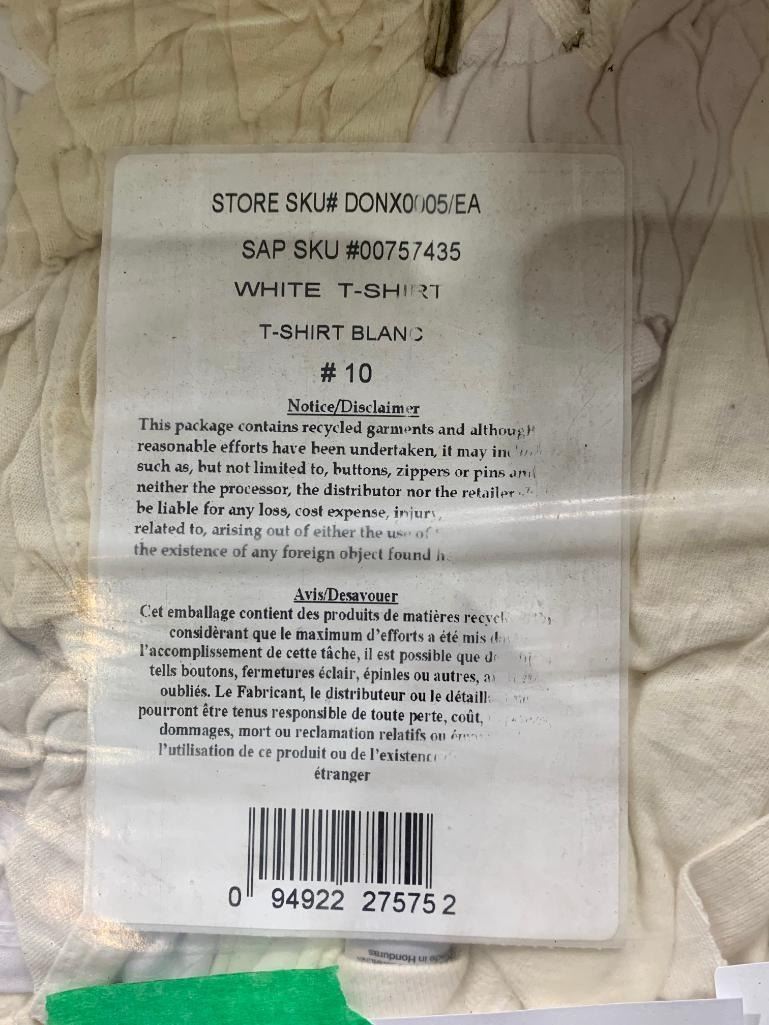 STORE SKU# DONX0005/EA
SAP SKU #00757435
WHITE T-SHIRT
T-SHIRT BLANC
# 10
Notice/Disclaimer
This package contains recycled garments and although
reasonable efforts have been undertaken, it may
such as, but not limited to, buttons, zippers or pins and
neither the processor, the distributor nor the retailer
be liable for any loss, cost expense, injury,
related to, arising out of either the use of
the existence of any foreign object found
Avis/Desavouer
Cet emballage contient des produits de matières
considèrant que le maximum d'efforts a été mis
l'accomplissement de cette tâche, il est possible que
tells boutons, fermetures éclair, épinles ou autres,
oubliés. Le Fabricant, le distributeur ou le
pourront être tenus responsible de toute perte, coût,
dommages, mort ou reclamation relatifs ou
l'utilisation de ce produit ou de l'existence
étranger
0 94922 27575 2
in Honduras